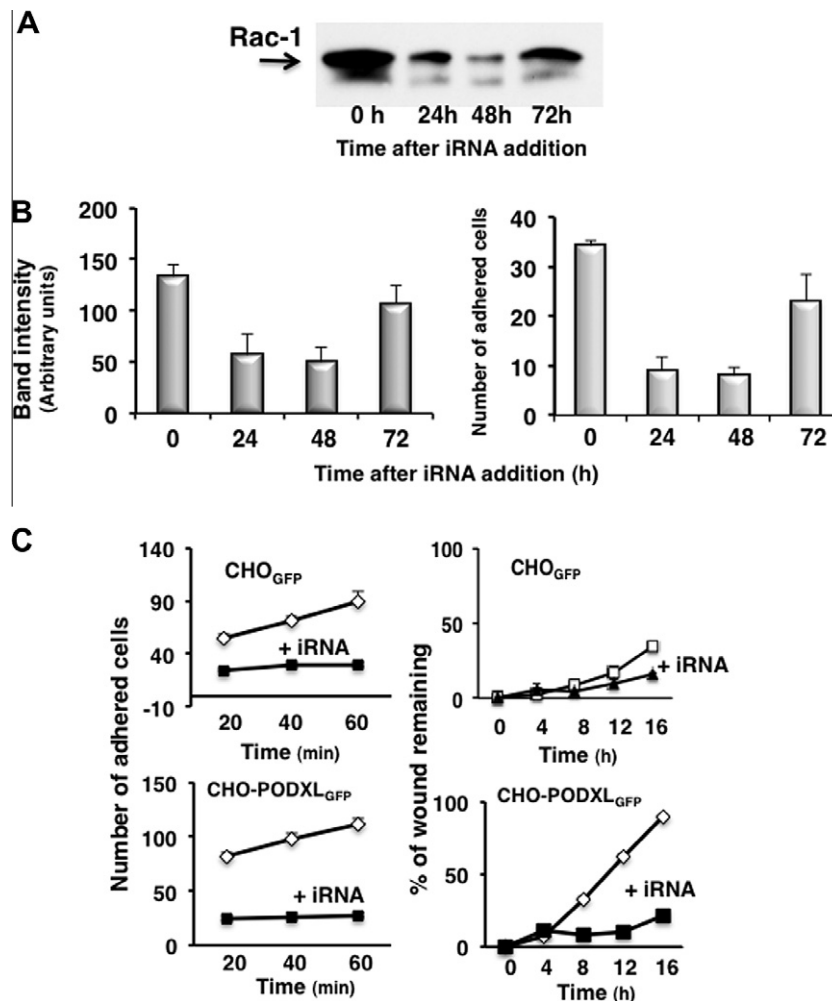 A
Rac-1
0 h 24h 48h 72h
Time after iRNA addition
B
Band intensity
(Arbitrary units)
200
150
100
50
0
0 24 48 72
Number of adhered cells
40
30
20
10
0
0 24 48 72
Time after iRNA addition (h)
C
Number of adhered cells
140
90
40
-10
CHOGFP
+ iRNA
20 40 60
Time (min)
% of wound remaining
100
50
0
CHOGFP
+ iRNA
0 4 8 12 16
Time (h)
150
100
50
0
CHO-PODXLGFP
+ iRNA
20 40 60
Time (min)
100
50
0
CHO-PODXLGFP
+ iRNA
0 4 8 12 16
Time (h)